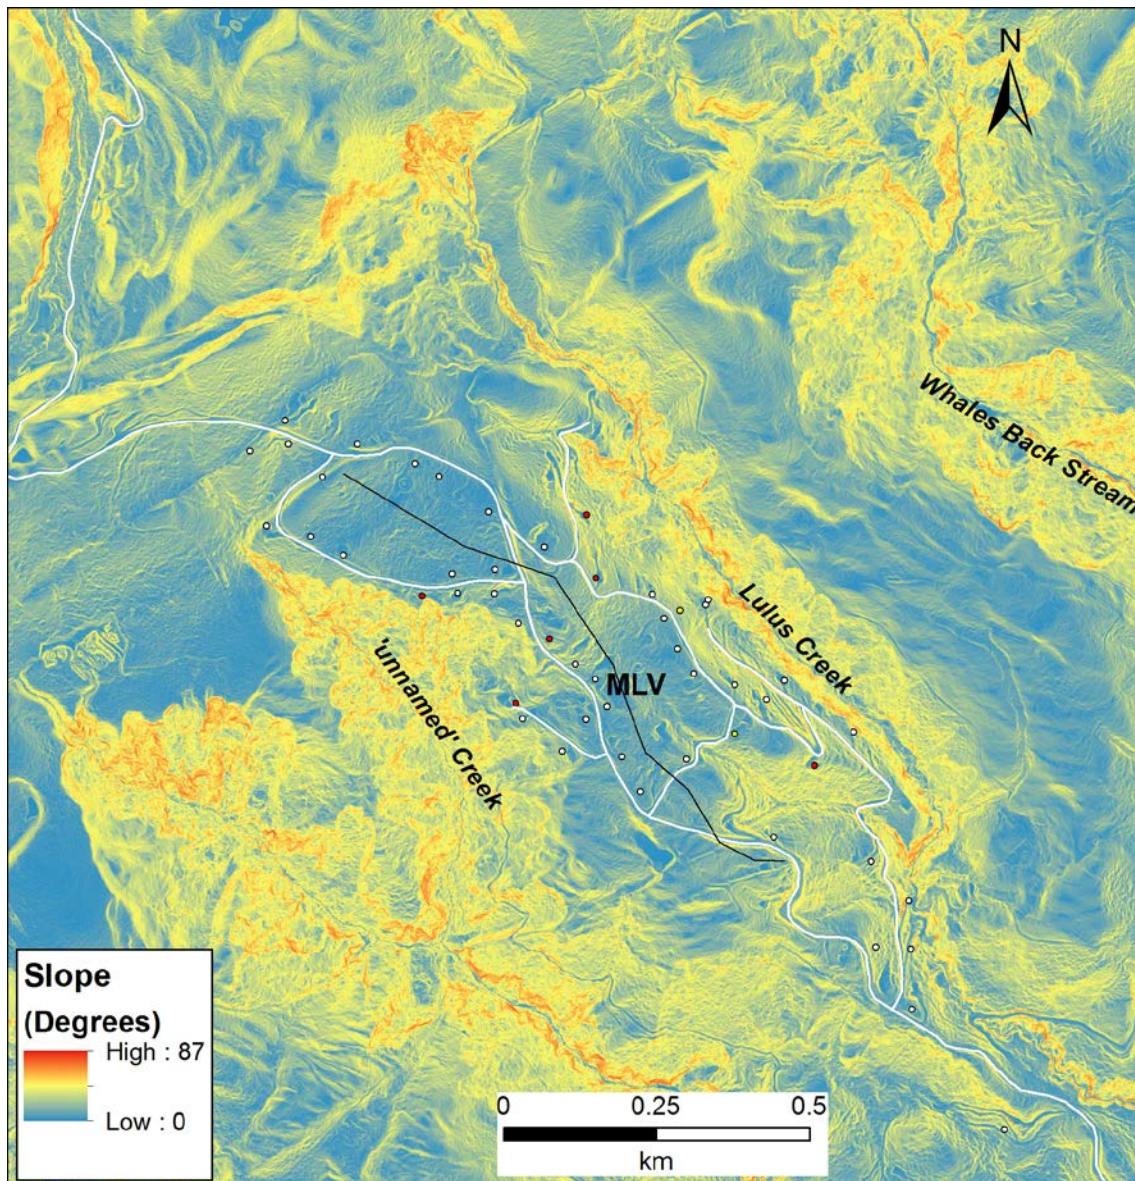 N
Whales Back Stream
Lulus Creek
'unnamed' Creek
MLV
Slope
(Degrees)
High : 87
Low : 0
0 0.25 0.5
km